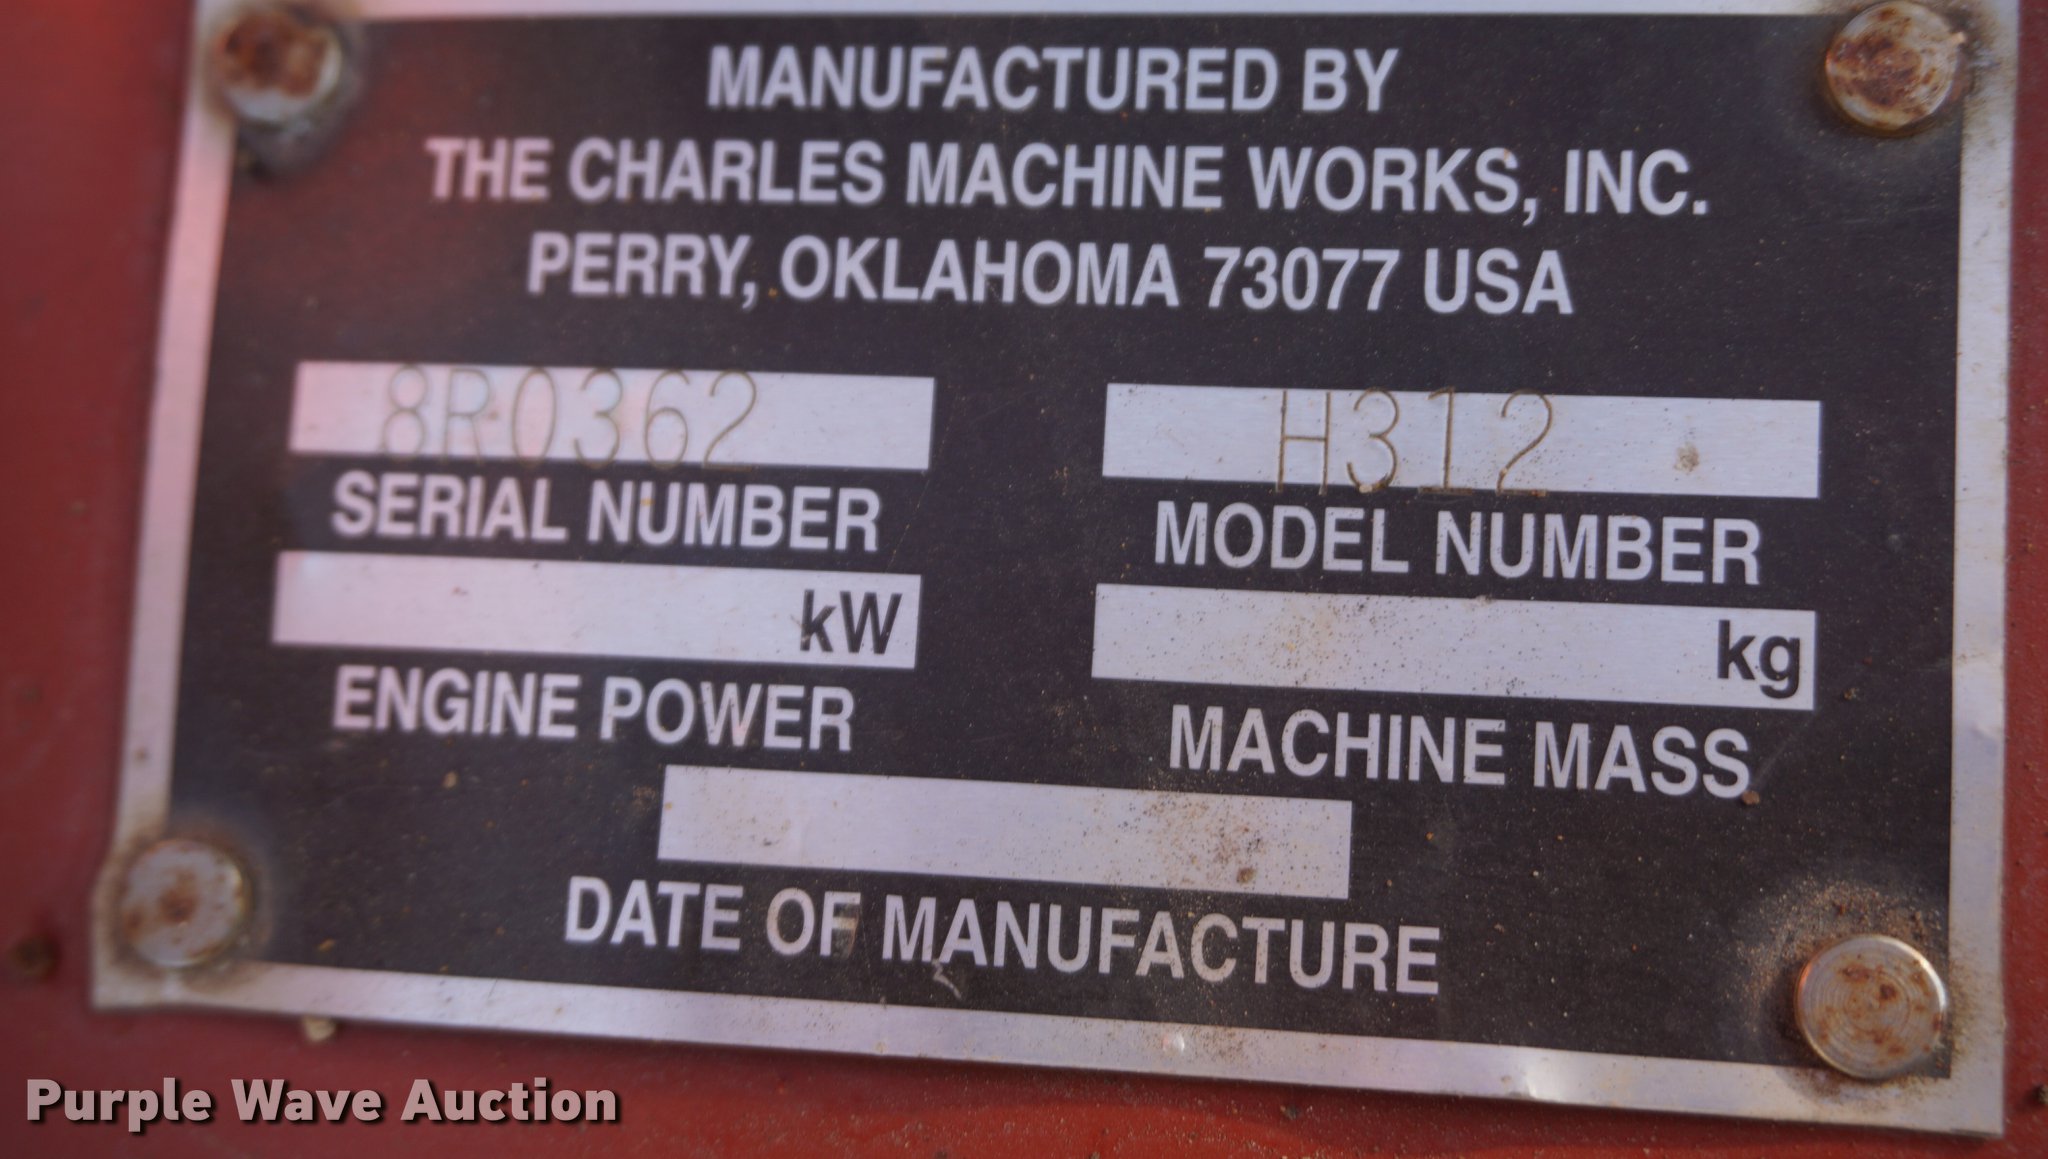 MANUFACTURED BY
THE CHARLES MACHINE WORKS, INC.
PERRY, OKLAHOMA 73077 USA
8R0362 H312
SERIAL NUMBER MODEL NUMBER
kW kg
ENGINE POWER MACHINE MASS
DATE OF MANUFACTURE
Purple Wave Auction